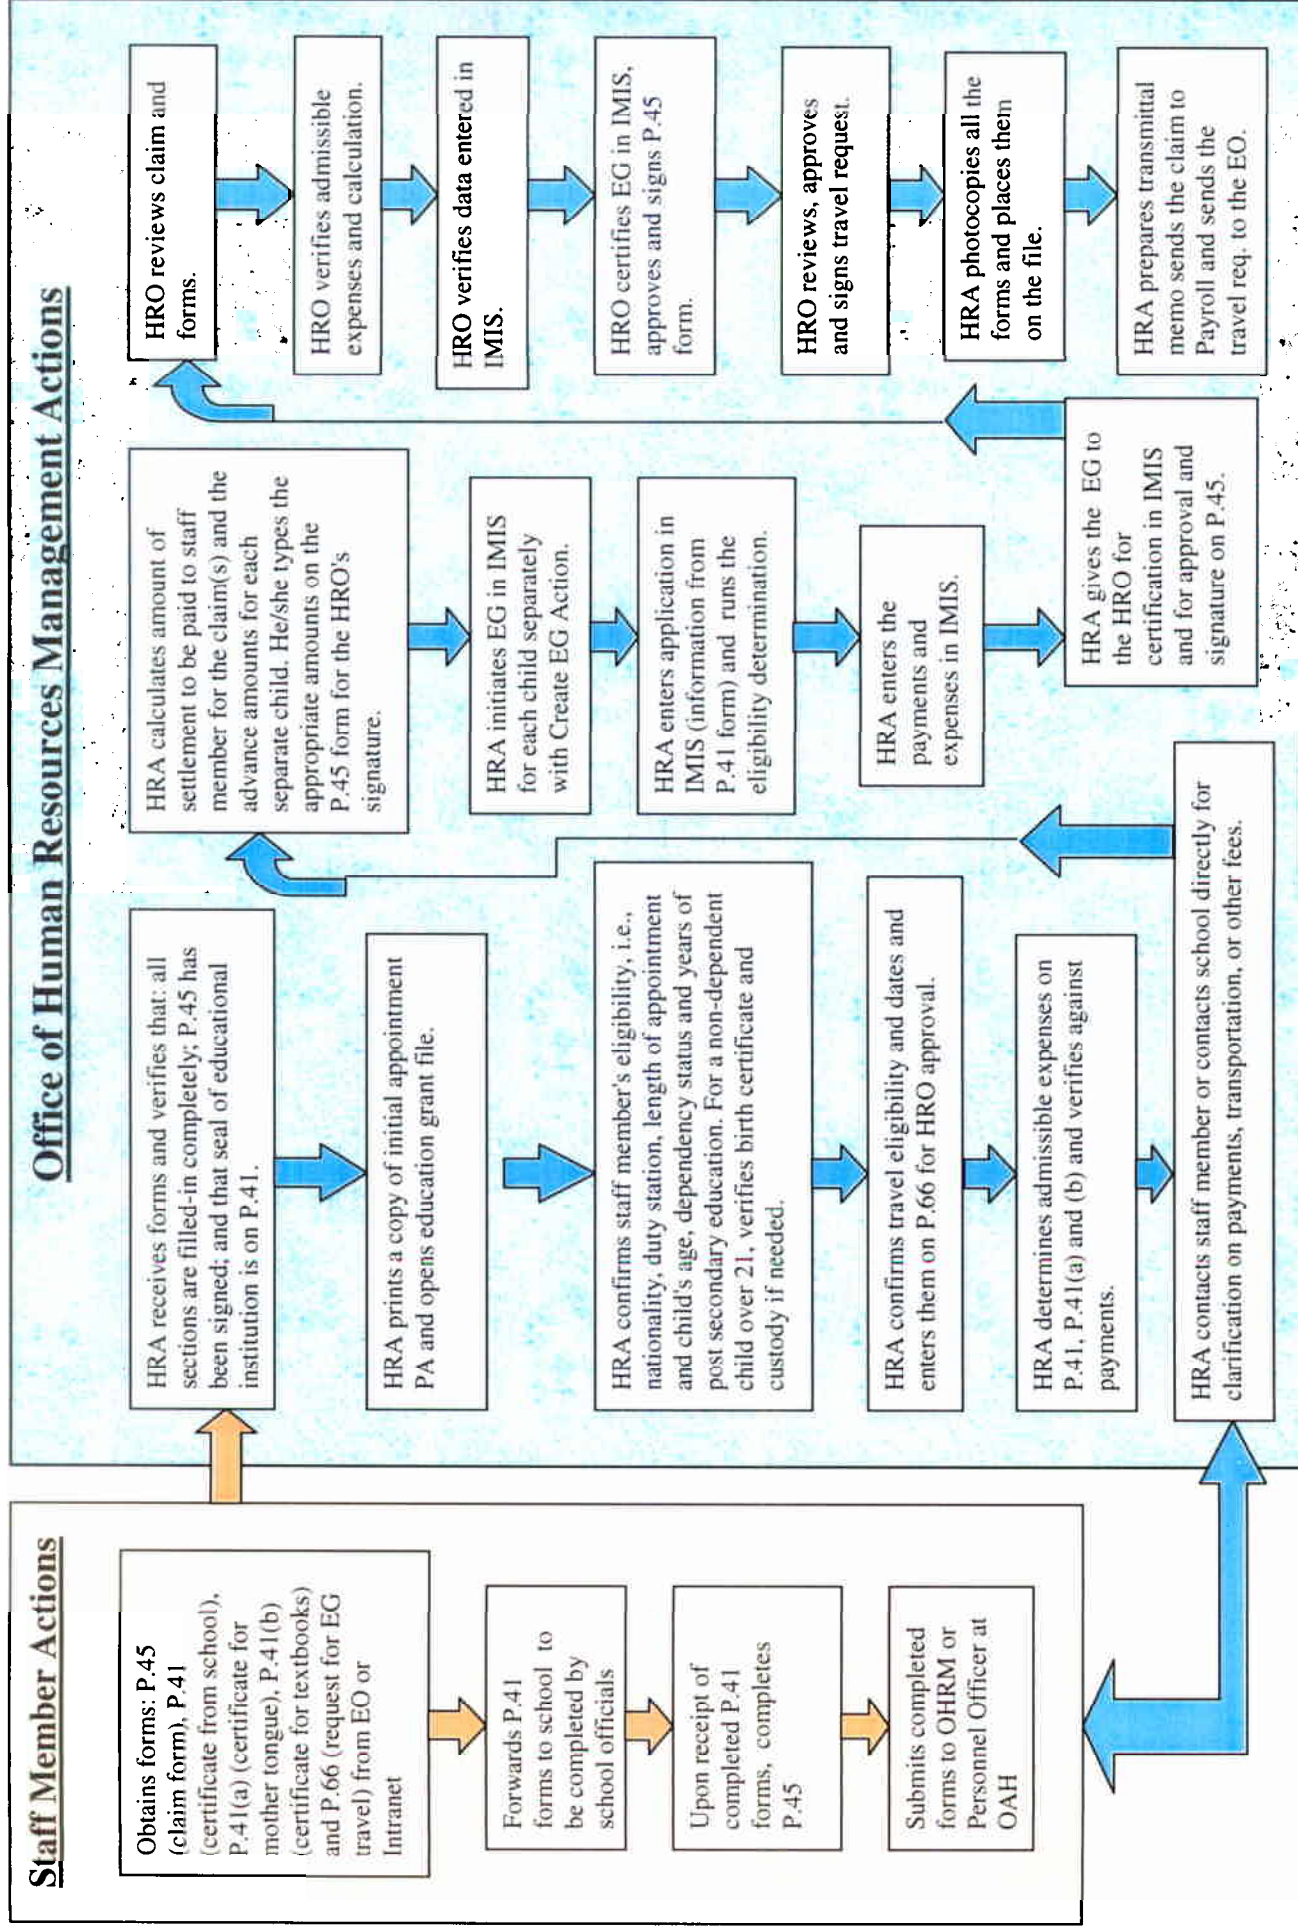 Staff Member Actions
Obtains forms: P.45
(claim form), P.41
(certificate from school),
P.41(a) (certificate for
mother tongue), P.41(b)
(certificate for textbooks)
and P.66 (request for EG
travel) from EO or
Intranet
Forwards P.41
forms to school to
be completed by
school officials
Upon receipt of
completed P.41
forms, completes
P.45
Submits completed
forms to OHRM or
Personnel Officer at
OAH
Office of Human Resources Management Actions
HRA receives forms and verifies that: all
sections are filled-in completely; P.45 has
been signed; and that seal of educational
institution is on P.41.
HRA prints a copy of initial appointment
PA and opens education grant file.
HRA confirms staff member's eligibility, i.e.,
nationality, duty station, length of appointment
and child's age, dependency status and years of
post secondary education. For a non-dependent
child over 21, verifies birth certificate and
custody if needed.
HRA confirms travel eligibility and dates and
enters them on P.66 for HRO approval.
HRA determines admissible expenses on
P.41, P.41(a) and (b) and verifies against
payments.
HRA contacts staff member or contacts school directly for
clarification on payments, transportation, or other fees.
HRA calculates amount of
settlement to be paid to staff
member for the claim(s) and the
advance amounts for each
separate child. He/she types the
appropriate amounts on the
P.45 form for the HRO's
signature.
HRA initiates EG in IMIS
for each child separately
with Create EG Action.
HRA enters application in
IMIS (information from
P.41 form) and runs the
eligibility determination.
HRA enters the
payments and
expenses in IMIS.
HRA gives the EG to
the HRO for
certification in IMIS
and for approval and
signature on P.45.
HRO reviews claim and
forms.
HRO verifies admissible
expenses and calculation.
HRO verifies data entered in
IMIS.
HRO certifies EG in IMIS,
approves and signs P.45
form.
HRO reviews, approves
and signs travel request.
HRA photocopies all the
forms and places them
on the file.
HRA prepares transmittal
memo sends the claim to
Payroll and sends the
travel req. to the EO.